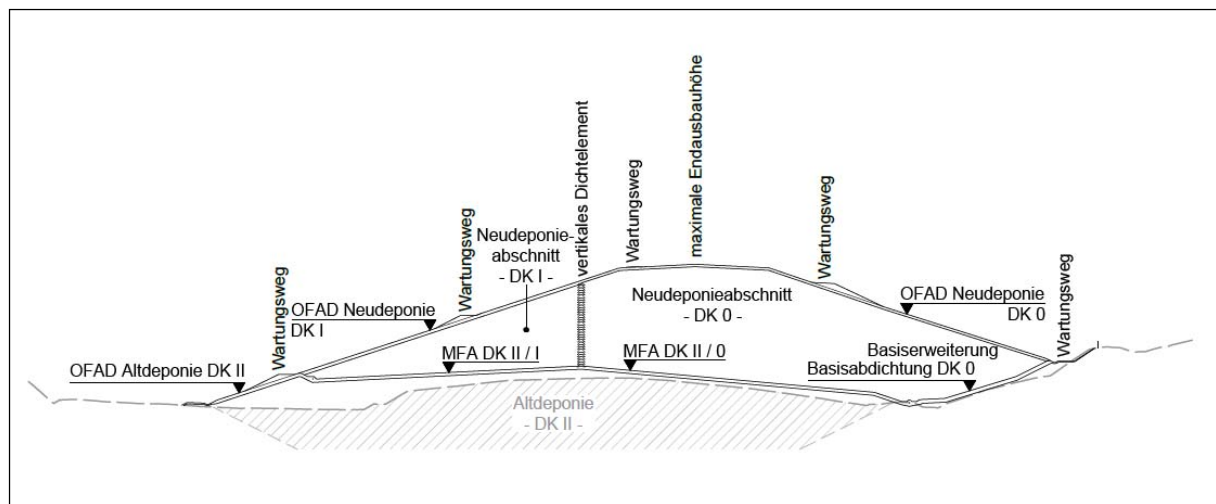 Wartungsweg
OFAD Altdeponie DK II
OFAD Neudeponie
DK I
Wartungsweg
Neudeponie-
abschnitt
- DK I -
MFA DK II / I
vertikales Dichtelement
Wartungsweg
maximale Endausbauhöhe
Neudeponieabschnitt
- DK 0 -
MFA DK II / 0
Altdeponie
- DK II -
Wartungsweg
OFAD Neudeponie
DK 0
Basiserweiterung
Basisabdichtung DK 0
Wartungsweg